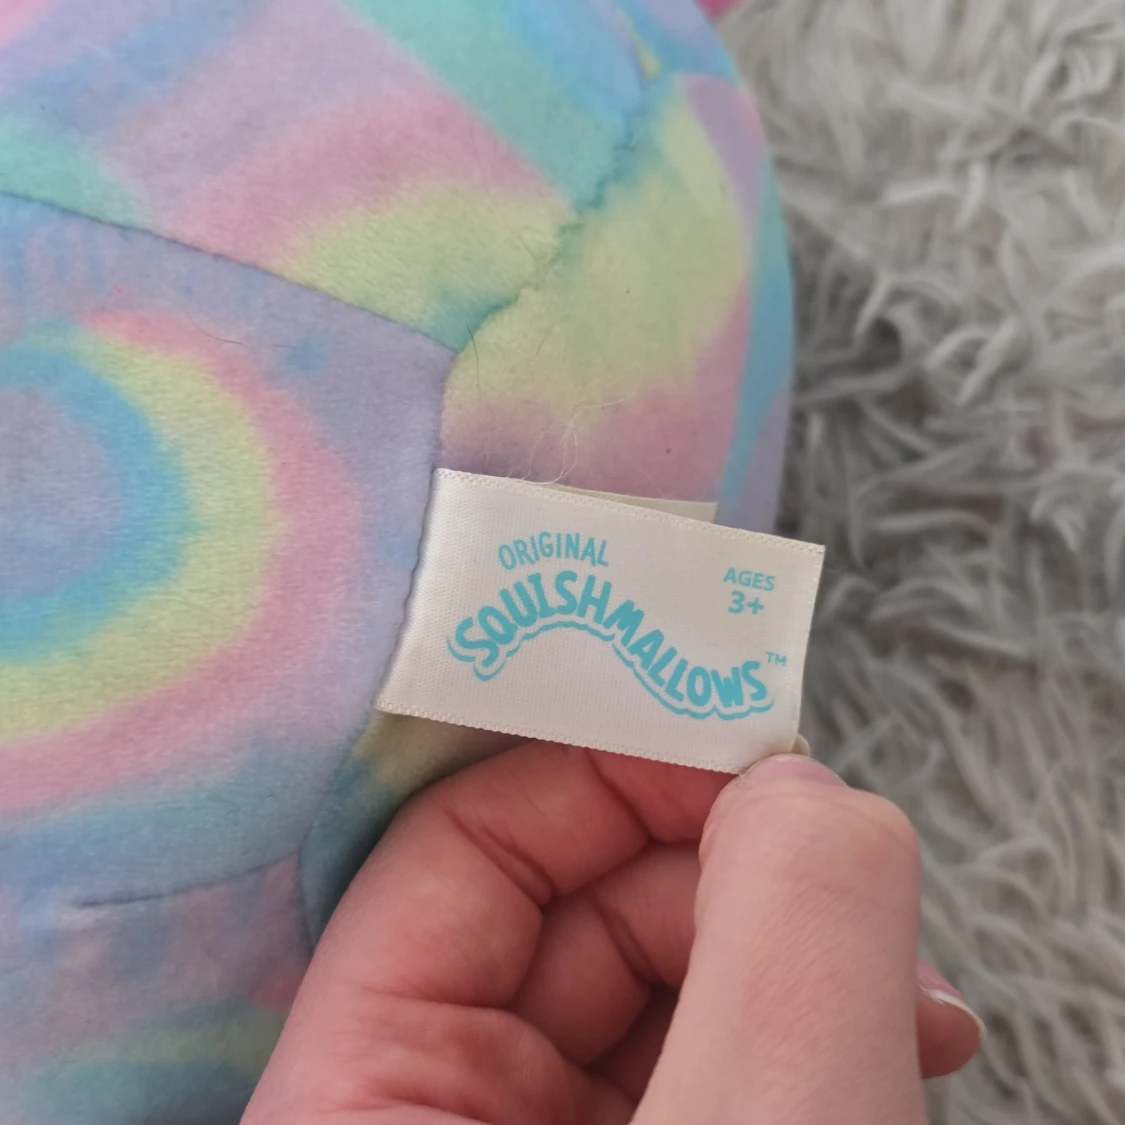 ORIGINAL
SQUISHMALLOWS™
AGES
3+